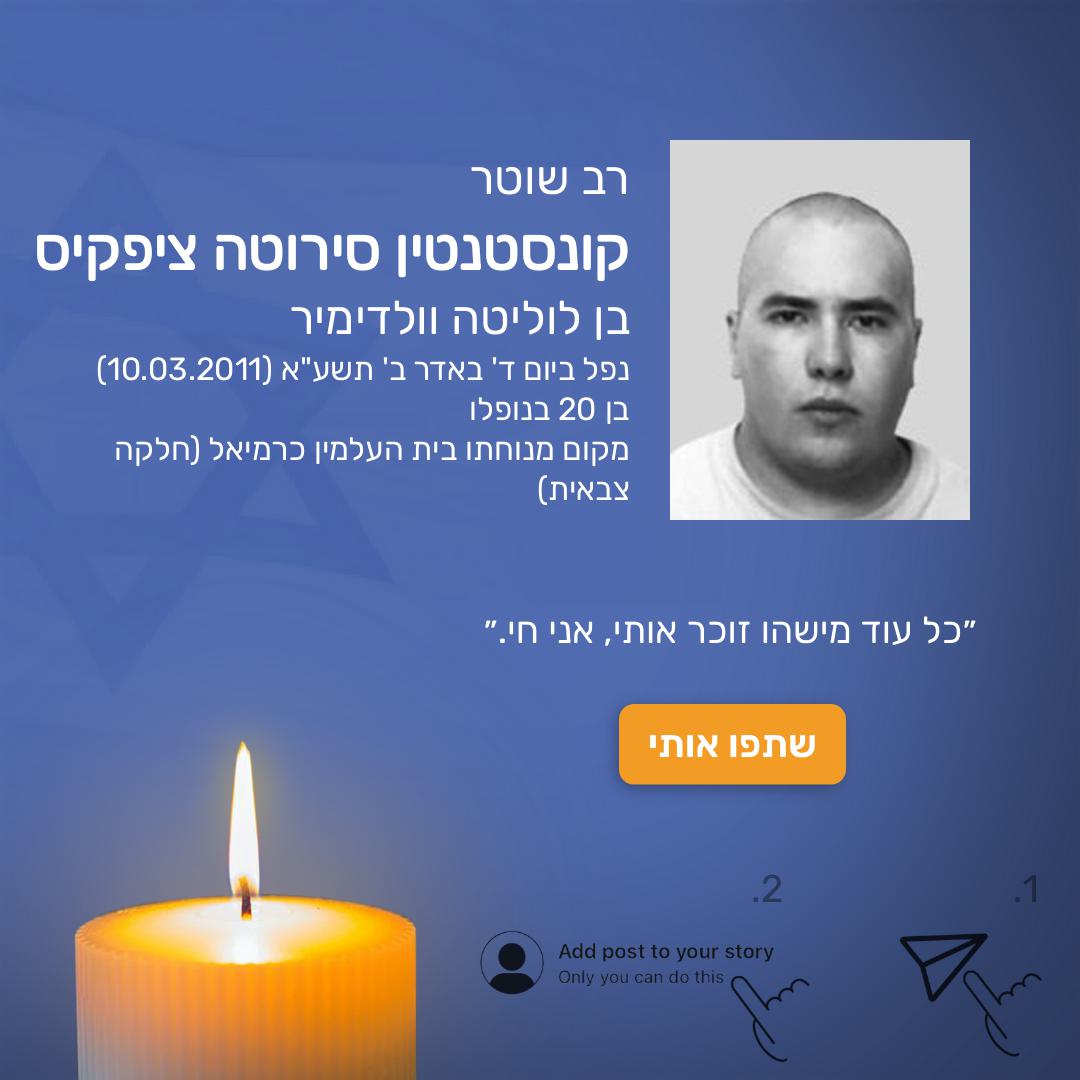 רב שוטר
קונסטנטין סירוטה ציפקיס
בן לוליטה וולדימיר
נפל ביום ד' באדר ב' תשע"א (10.03.2011)
בן 20 בנופלו
מקום מנוחתו בית העלמין כרמיאל (חלקה
צבאית)
״כל עוד מישהו זוכר אותי, אני חי.״
שתפו אותי
1.
2.
Add post to your story
Only you can do this